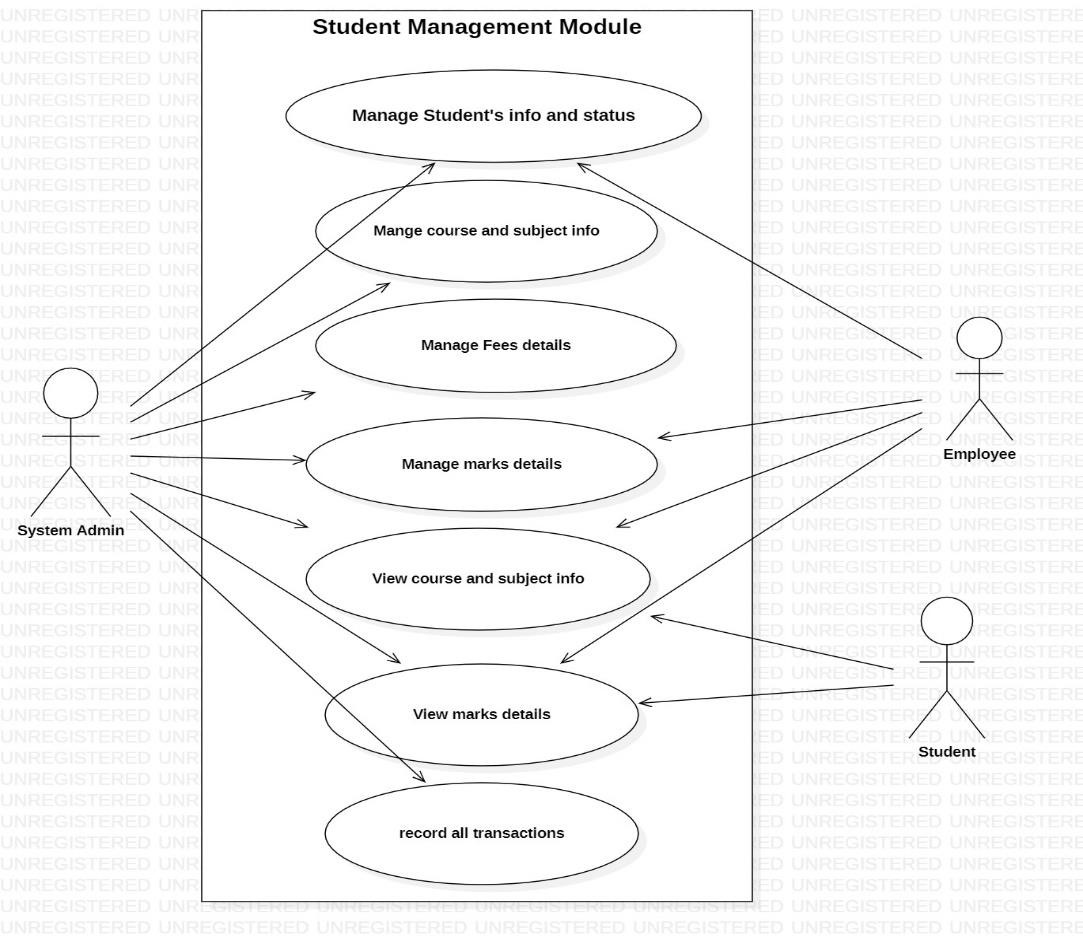 Student Management Module
Manage Student's info and status
Mange course and subject info
Manage Fees details
Manage marks details
View course and subject info
View marks details
record all transactions
System Admin
Employee
Student
UNREGISTERED